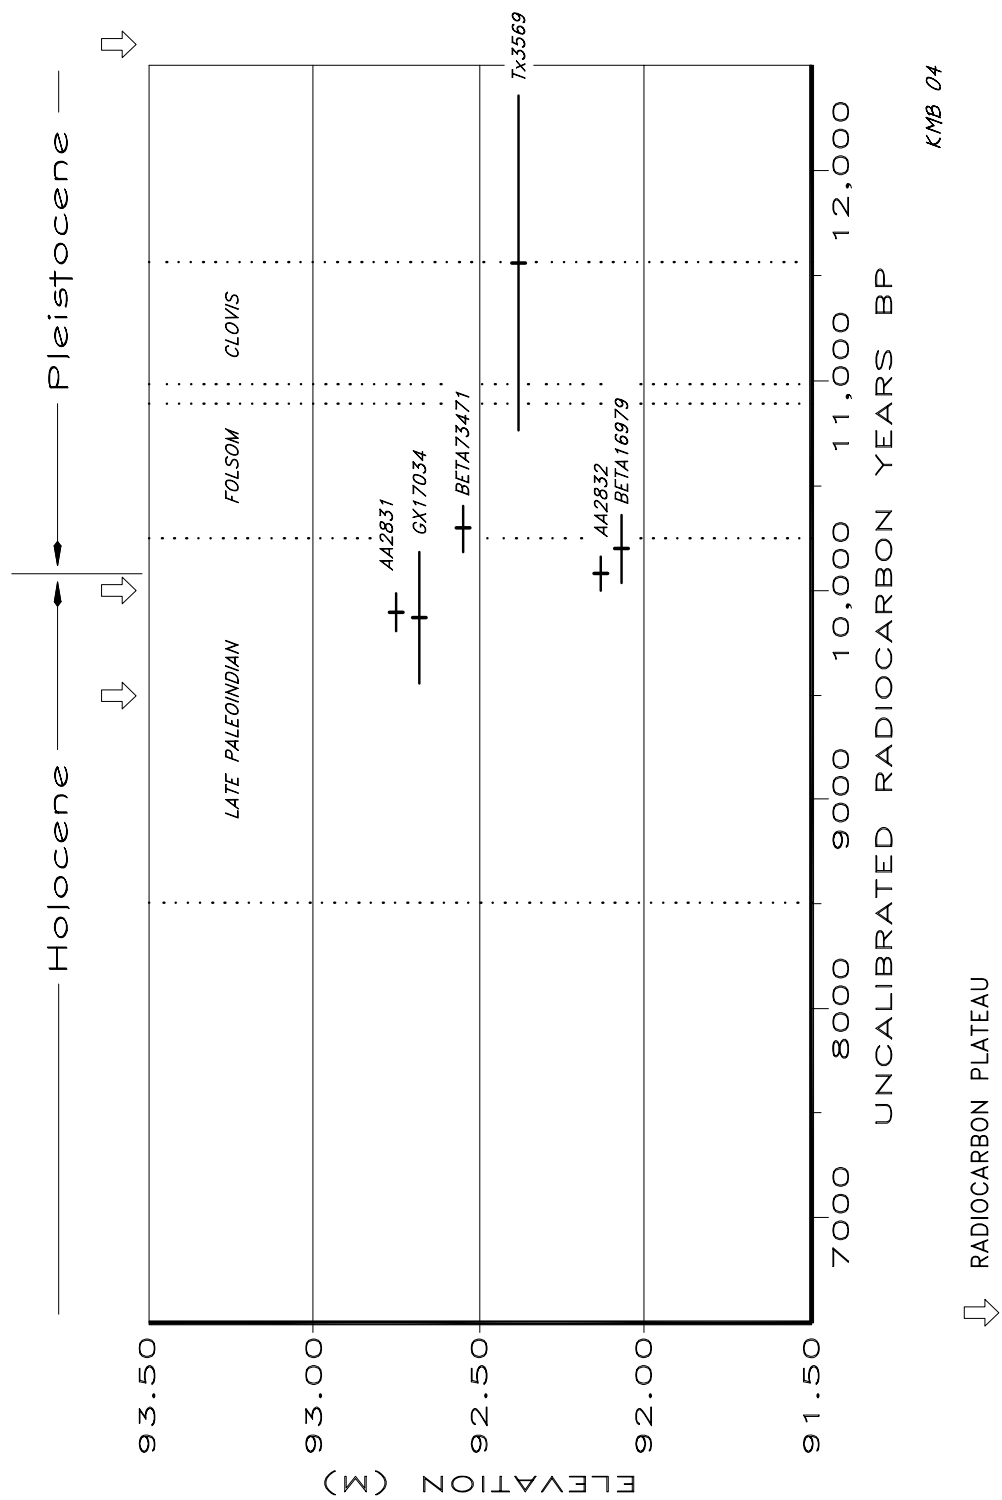 Holocene
Pleistocene
LATE PALEOINDIAN
FOLSOM
CLOVIS
AA2831
GX17034
BETA73471
Tx3569
AA2832
BETA16979
ELEVATION (M)
93.50
93.00
92.50
92.00
91.50
7000
8000
9000
10,000
11,000
12,000
UNCALIBRATED RADIOCARBON YEARS BP
KMB 04
RADIOCARBON PLATEAU